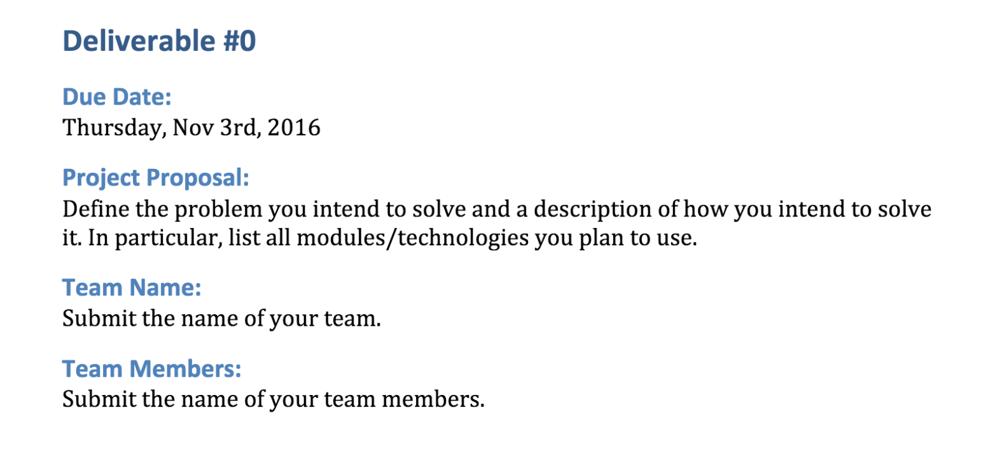 Deliverable #0
Due Date:
Thursday, Nov 3rd, 2016
Project Proposal:
Define the problem you intend to solve and a description of how you intend to solve
it. In particular, list all modules/technologies you plan to use.
Team Name:
Submit the name of your team.
Team Members:
Submit the name of your team members.